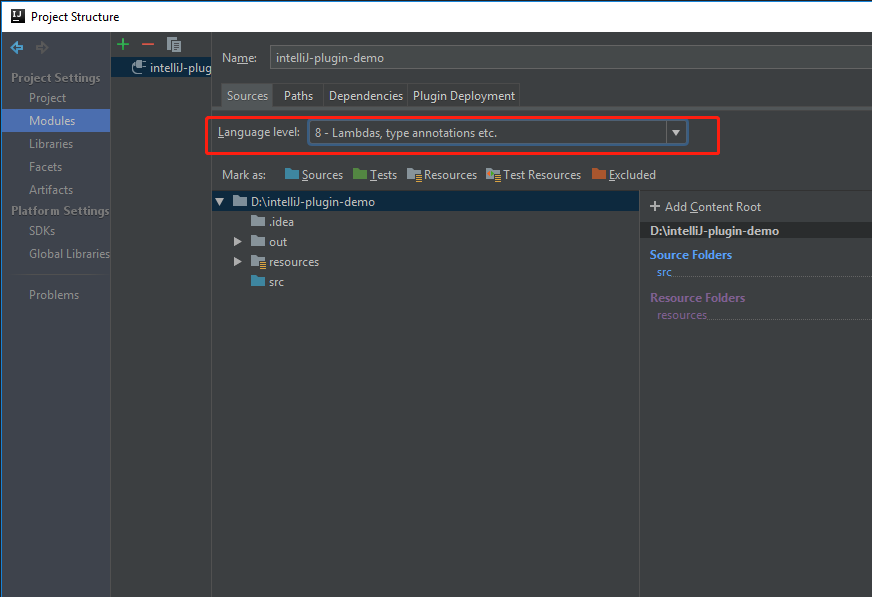 Project Structure
Project Settings
Project
Modules
Libraries
Facets
Artifacts
Platform Settings
SDKs
Global Libraries
Problems
intelliJ-plug
Name: intelliJ-plugin-demo
Sources Paths Dependencies Plugin Deployment
Language level: 8 - Lambdas, type annotations etc.
Mark as: Sources Tests Resources Test Resources Excluded
D:\intelliJ-plugin-demo
.idea
out
resources
src
+ Add Content Root
D:\intelliJ-plugin-demo
Source Folders
src
Resource Folders
resources